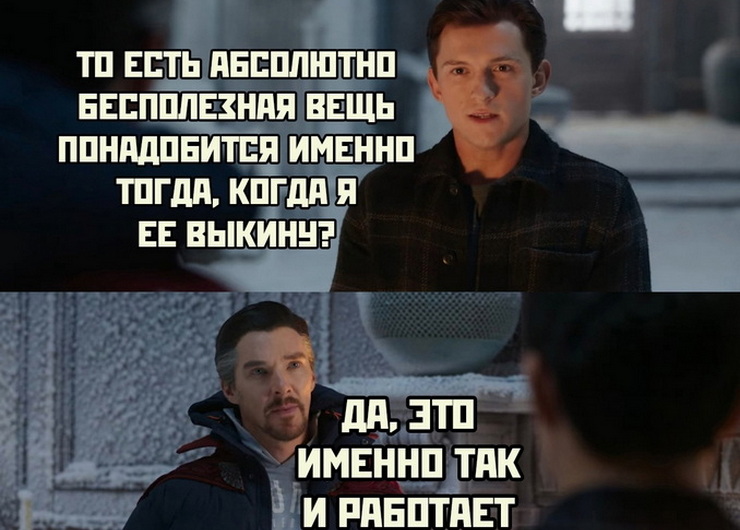 ТО ЕСТЬ АБСОЛЮТНО
БЕСПОЛЕЗНАЯ ВЕЩЬ
ПОНАДОБИТСЯ ИМЕННО
ТОГДА, КОГДА Я
ЕЕ ВЫКИНУ?
ДА, ЭТО
ИМЕННО ТАК
И РАБОТАЕТ